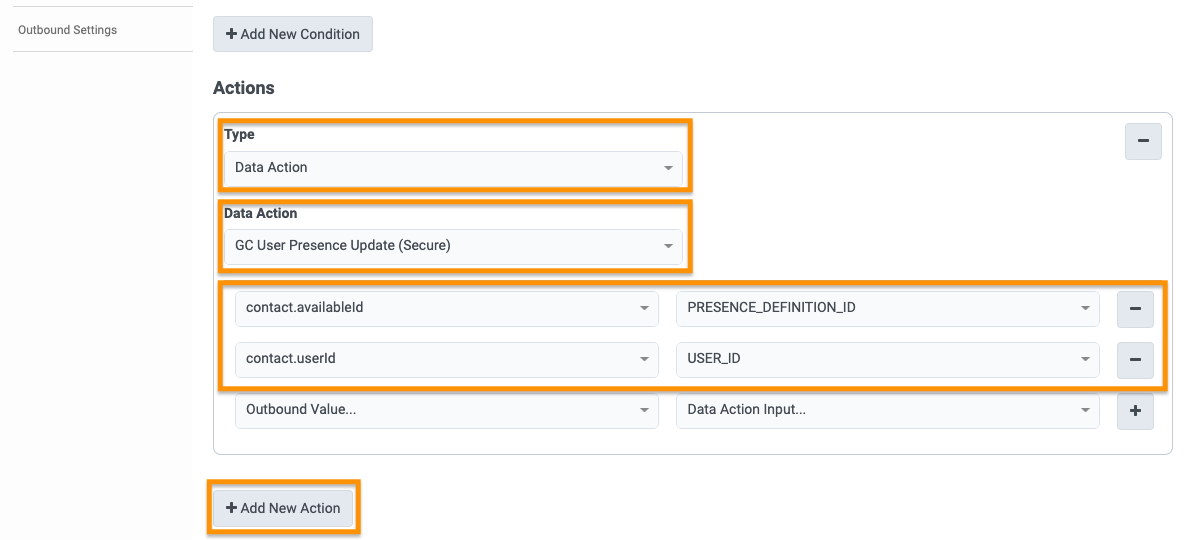 Outbound Settings
+ Add New Condition
Actions
Type
Data Action
Data Action
GC User Presence Update (Secure)
contact.availableId PRESENCE_DEFINITION_ID
contact.userId USER_ID
Outbound Value... Data Action Input...
+ Add New Action